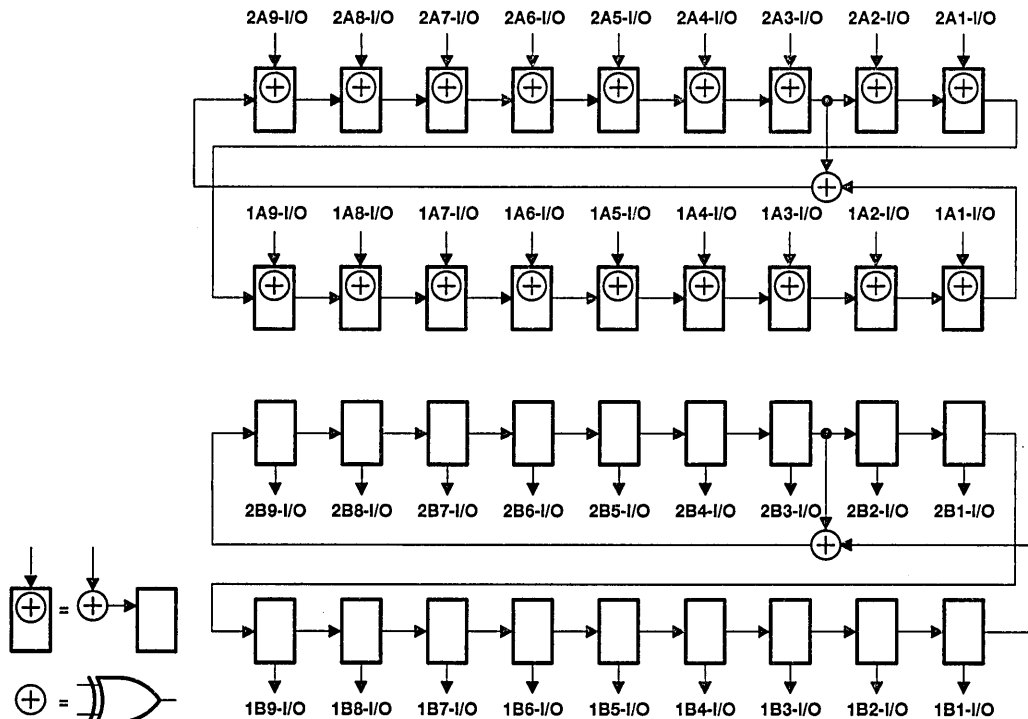 2A9-I/O 2A8-I/O 2A7-I/O 2A6-I/O 2A5-I/O 2A4-I/O 2A3-I/O 2A2-I/O 2A1-I/O
1A9-I/O 1A8-I/O 1A7-I/O 1A6-I/O 1A5-I/O 1A4-I/O 1A3-I/O 1A2-I/O 1A1-I/O
2B9-I/O 2B8-I/O 2B7-I/O 2B6-I/O 2B5-I/O 2B4-I/O 2B3-I/O 2B2-I/O 2B1-I/O
=
1B9-I/O 1B8-I/O 1B7-I/O 1B6-I/O 1B5-I/O 1B4-I/O 1B3-I/O 1B2-I/O 1B1-I/O
=